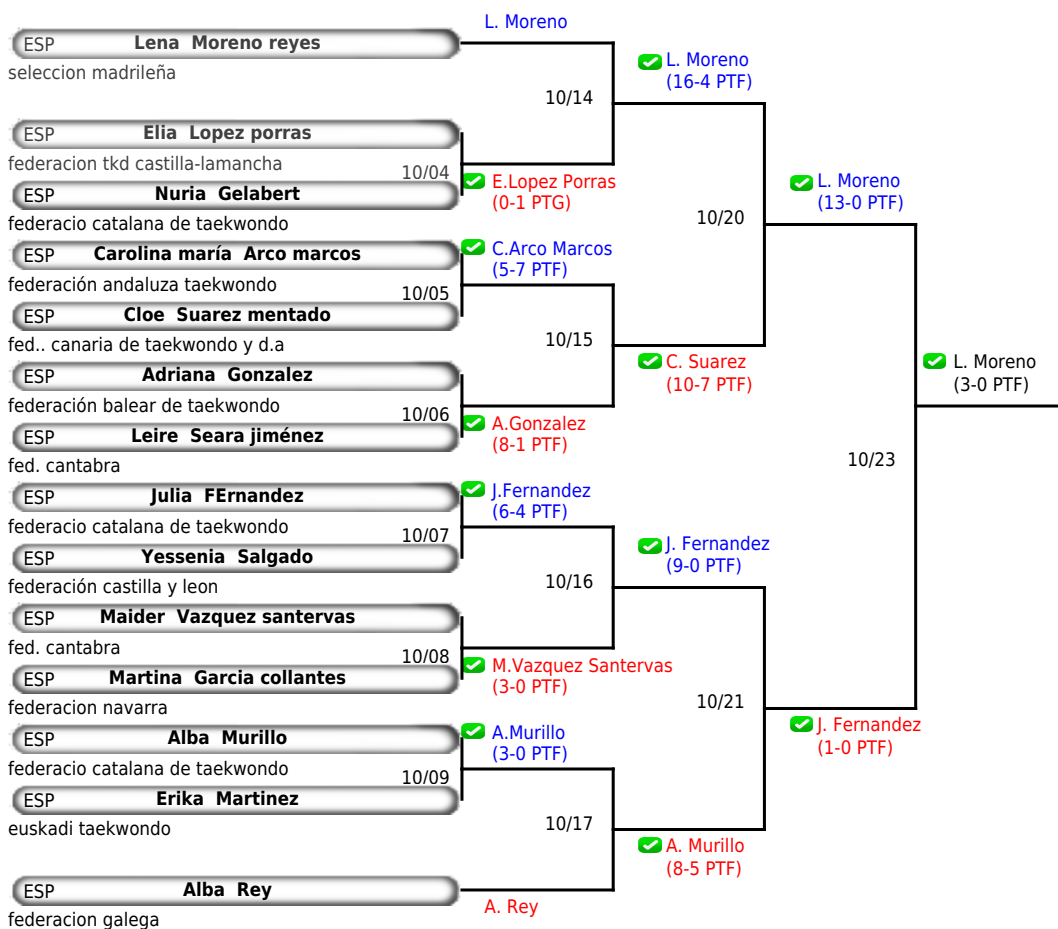 L. Moreno
ESP Lena Moreno reyes
seleccion madrileña
L. Moreno
(16-4 PTF)
10/14
ESP Elia Lopez porras
federacion tkd castilla-lamancha
10/04
E.Lopez Porras
(0-1 PTG)
ESP Nuria Gelabert
federacio catalana de taekwondo
L. Moreno
(13-0 PTF)
10/20
ESP Carolina maría Arco marcos
C.Arco Marcos
(5-7 PTF)
federación andaluza taekwondo
10/05
ESP Cloe Suarez mentado
fed.. canaria de taekwondo y d.a
10/15
C. Suarez
(10-7 PTF)
L. Moreno
(3-0 PTF)
ESP Adriana Gonzalez
federación balear de taekwondo
10/06
A.Gonzalez
(8-1 PTF)
ESP Leire Seara jiménez
fed. cantabra
10/23
ESP Julia FErnandez
J.Fernandez
(6-4 PTF)
federacio catalana de taekwondo
10/07
ESP Yessenia Salgado
federación castilla y leon
J. Fernandez
(9-0 PTF)
10/16
ESP Maider Vazquez santervas
fed. cantabra
10/08
M.Vazquez Santervas
(3-0 PTF)
ESP Martina Garcia collantes
federacion navarra
10/21
J. Fernandez
(1-0 PTF)
ESP Alba Murillo
A.Murillo
(3-0 PTF)
federacio catalana de taekwondo
10/09
ESP Erika Martinez
euskadi taekwondo
10/17
A. Murillo
(8-5 PTF)
ESP Alba Rey
A. Rey
federacion galega